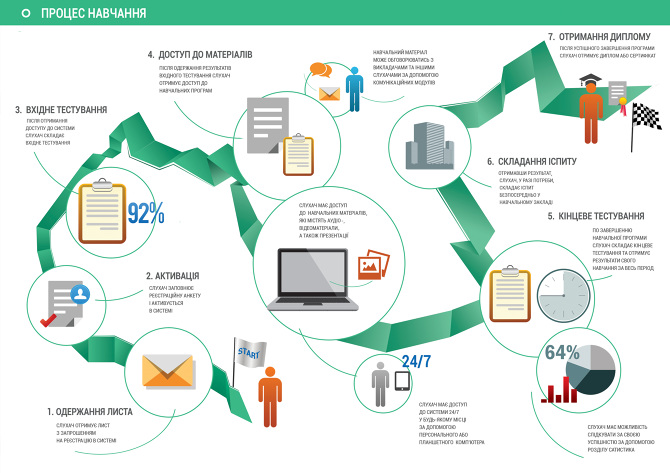 ПРОЦЕС НАВЧАННЯ
7. ОТРИМАННЯ ДИПЛОМУ
ПІСЛЯ УСПІШНОГО ЗАВЕРШЕННЯ ПРОГРАМИ
СЛУХАЧ ОТРИМУЄ ДИПЛОМ АБО СЕРТИФІКАТ
4. ДОСТУП ДО МАТЕРІАЛІВ
ПІСЛЯ ОДЕРЖАННЯ РЕЗУЛЬТАТІВ
ВХІДНОГО ТЕСТУВАННЯ СЛУХАЧ
ОТРИМУЄ ДОСТУП ДО
НАВЧАЛЬНИХ ПРОГРАМ
НАВЧАЛЬНИЙ МАТЕРІАЛ
МОЖЕ ОБГОВОРЮВАТИСЬ З
ВИКЛАДАЧАМИ ТА ІНШИМИ
СЛУХАЧАМИ ЗА ДОПОМОГОЮ
КОМУНІКАЦІЙНИХ МОДУЛІВ
3. ВХІДНЕ ТЕСТУВАННЯ
ПІСЛЯ ОТРИМАННЯ
ДОСТУПУ ДО СИСТЕМИ
СЛУХАЧ СКЛАДАЄ
ВХІДНЕ ТЕСТУВАННЯ
92%
6. СКЛАДАННЯ ІСПИТУ
ОТРИМАВШИ РЕЗУЛЬТАТ,
СЛУХАЧ, У РАЗІ ПОТРЕБИ,
СКЛАДАЄ ІСПИТ
БЕЗПОСЕРЕДНЬО У
НАВЧАЛЬНОМУ ЗАКЛАДІ
СЛУХАЧ МАЄ ДОСТУП
ДО НАВЧАЛЬНИХ МАТЕРІАЛІВ,
ЯКІ МІСТЯТЬ АУДІО-,
ВІДЕОМАТЕРІАЛИ,
А ТАКОЖ ПРЕЗЕНТАЦІЇ
5. КІНЦЕВЕ ТЕСТУВАННЯ
ПО ЗАВЕРШЕННЮ
НАВЧАЛЬНОЇ ПРОГРАМИ
СЛУХАЧ СКЛАДАЄ КІНЦЕВЕ
ТЕСТУВАННЯ ТА ОТРИМУЄ
РЕЗУЛЬТАТИ СВОГО
НАВЧАННЯ ЗА ВЕСЬ ПЕРІОД
2. АКТИВАЦІЯ
СЛУХАЧ ЗАПОВНЮЄ
РЕЄСТРАЦІЙНУ АНКЕТУ
І АКТИВУЄТЬСЯ
В СИСТЕМІ
START
64%
24/7
1. ОДЕРЖАННЯ ЛИСТА
СЛУХАЧ ОТРИМУЄ ЛИСТ
З ЗАПРОШЕННЯМ
НА РЕЄСТРАЦІЮ В СИСТЕМІ
СЛУХАЧ МАЄ ДОСТУП
ДО СИСТЕМИ 24/7
У БУДЬ-ЯКОМУ МІСЦІ
ЗА ДОПОМОГОЮ
ПЕРСОНАЛЬНОГО АБО
ПЛАНШЕТНОГО КОМП'ЮТЕРА
СЛУХАЧ МАЄ МОЖЛИВІСТЬ
СЛІДКУВАТИ ЗА СВОЄЮ
УСПІШНІСТЮ ЗА ДОПОМОГОЮ
РОЗДІЛУ САТИСТИКА